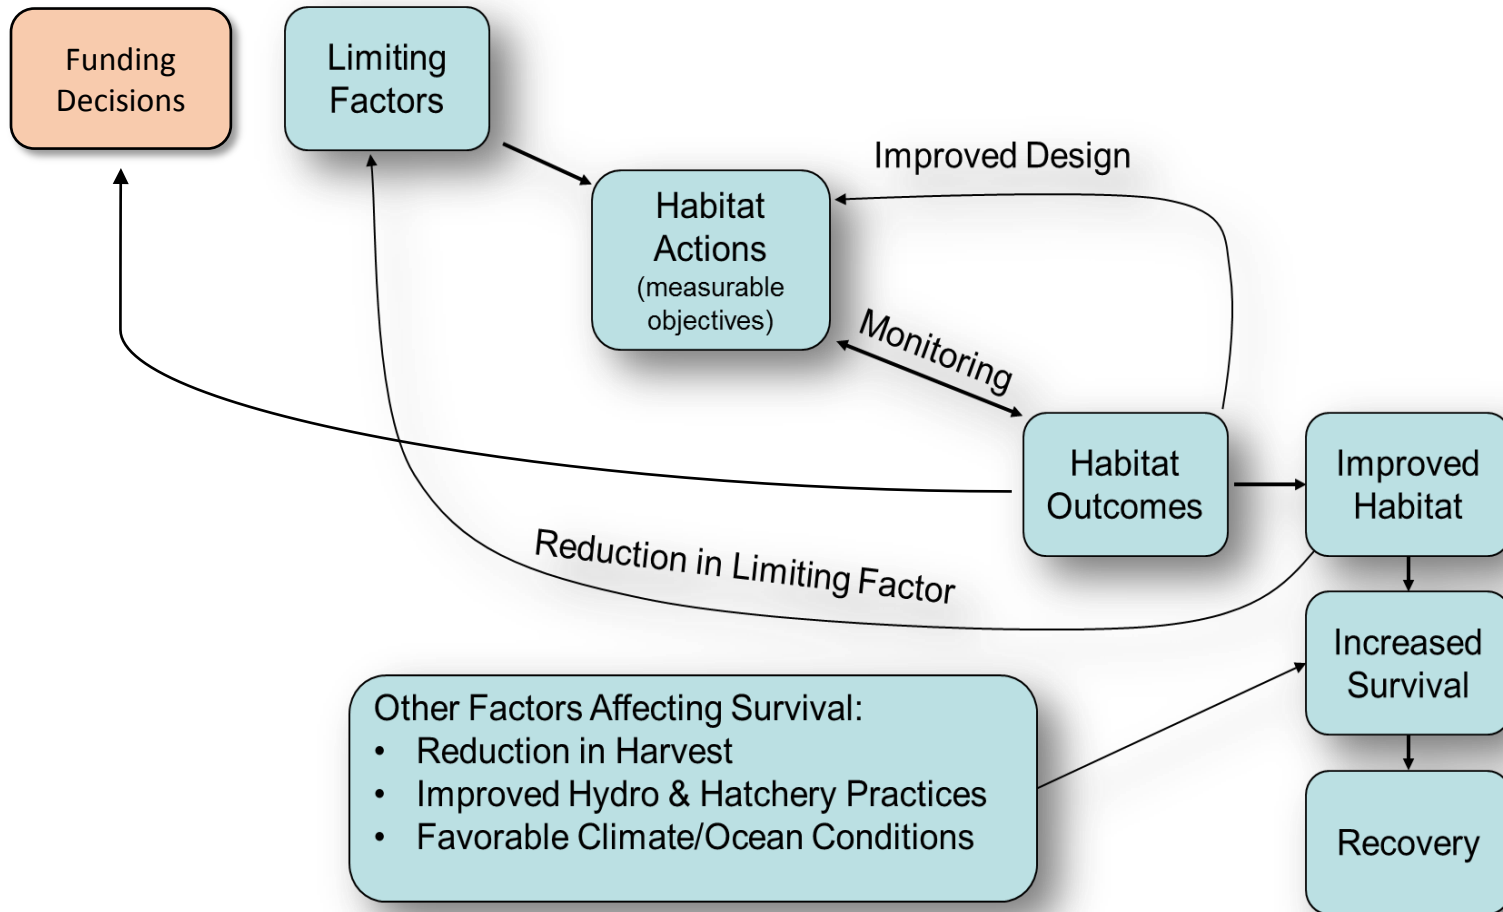 Funding
Decisions
Limiting
Factors
Habitat
Actions
(measurable
objectives)
Improved Design
Monitoring
Habitat
Outcomes
Improved
Habitat
Reduction in Limiting Factor
Increased
Survival
Other Factors Affecting Survival:
• Reduction in Harvest
• Improved Hydro & Hatchery Practices
• Favorable Climate/Ocean Conditions
Recovery